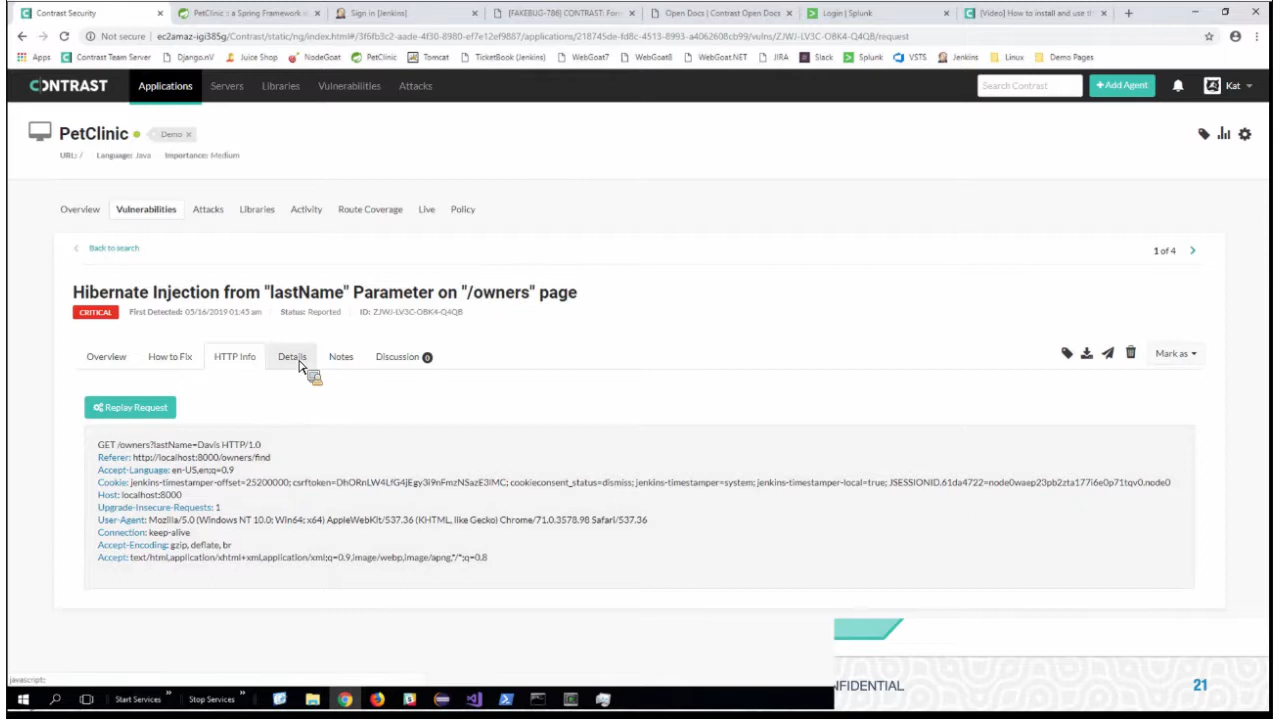 Contrast Security
PetClinic :: a Spring Framework
Sign in [Jenkins]
[FAKEBUG-786] CONTRAST: For
Open Docs | Contrast Open Docs
Login | Splunk
[Video] How to install and use th
Not secure | ec2amaz-igi385g/Contrast/static/ng/index.html#/3f6fb3c2-aade-4f30-8980-ef7e12ef9887/applications/218745de-fd8c-4513-8993-a4062608cb99/vulns/ZJWJ-LV3C-OBK4-Q4QB/request
Apps Contrast Team Server Django.nV Juice Shop NodeGoat PetClinic Tomcat TicketBook (Jenkins) WebGoat7 WebGoat8 WebGoat.NET JIRA Slack Splunk VSTS Jenkins Linux Demo Pages
CONTRAST Applications Servers Libraries Vulnerabilities Attacks Search Contrast +Add Agent Kat
PetClinic Demo ×
URL: / Language: Java Importance: Medium
Overview Vulnerabilities Attacks Libraries Activity Route Coverage Live Policy
Back to search
1 of 4
Hibernate Injection from "lastName" Parameter on "/owners" page
CRITICAL First Detected: 05/16/2019 01:45 am Status: Reported ID: ZJWJ-LV3C-OBK4-Q4QB
Overview How to Fix HTTP Info Details Notes Discussion 0 Mark as
Replay Request
GET /owners?lastName=Davis HTTP/1.0
Referer: http://localhost:8000/owners/find
Accept-Language: en-US,en;q=0.9
Cookie: jenkins-timestamper-offset=25200000; csrftoken=DhORnLW4LfG4jEgy3i9nFmzNSazE3IMC; cookieconsent_status=dismiss; jenkins-timestamper=system; jenkins-timestamper-local=true; JSESSIONID.61da4722=node0waep23pb2zta177i6e0p71tqv0.node0
Host: localhost:8000
Upgrade-Insecure-Requests: 1
User-Agent: Mozilla/5.0 (Windows NT 10.0; Win64; x64) AppleWebKit/537.36 (KHTML, like Gecko) Chrome/71.0.3578.98 Safari/537.36
Connection: keep-alive
Accept-Encoding: gzip, deflate, br
Accept: text/html,application/xhtml+xml,application/xml;q=0.9,image/webp,image/apng,*/*;q=0.8
javascript:
NFIDENTIAL
21
Start Services Stop Services